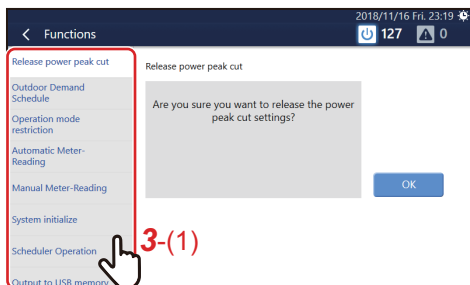 2018/11/16 Fri. 23:19
Functions
127
0
Release power peak cut
Outdoor Demand
Schedule
Operation mode
restriction
Automatic Meter-
Reading
Manual Meter-Reading
System initialize
Scheduler Operation
Output to USB memory
Release power peak cut
Are you sure you want to release the power
peak cut settings?
OK
3-(1)